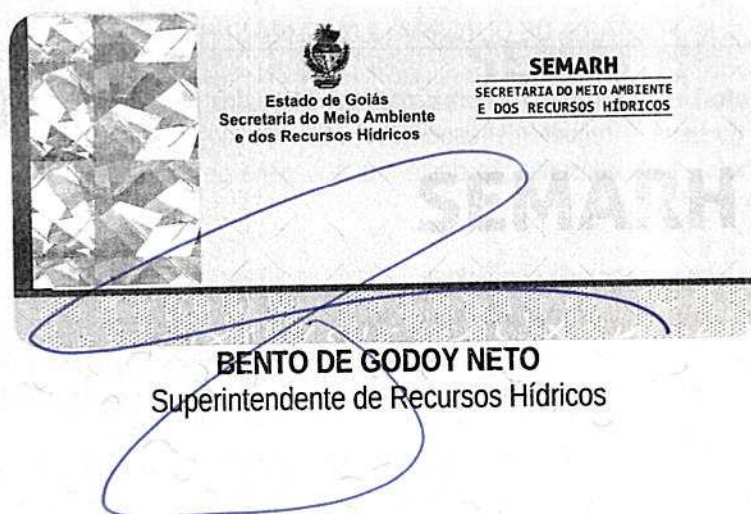 Estado de Goiás
Secretaria do Meio Ambiente
e dos Recursos Hídricos
SEMARH
SECRETARIA DO MEIO AMBIENTE
E DOS RECURSOS HÍDRICOS
SEMARH
BENTO DE GODOY NETO
Superintendente de Recursos Hídricos